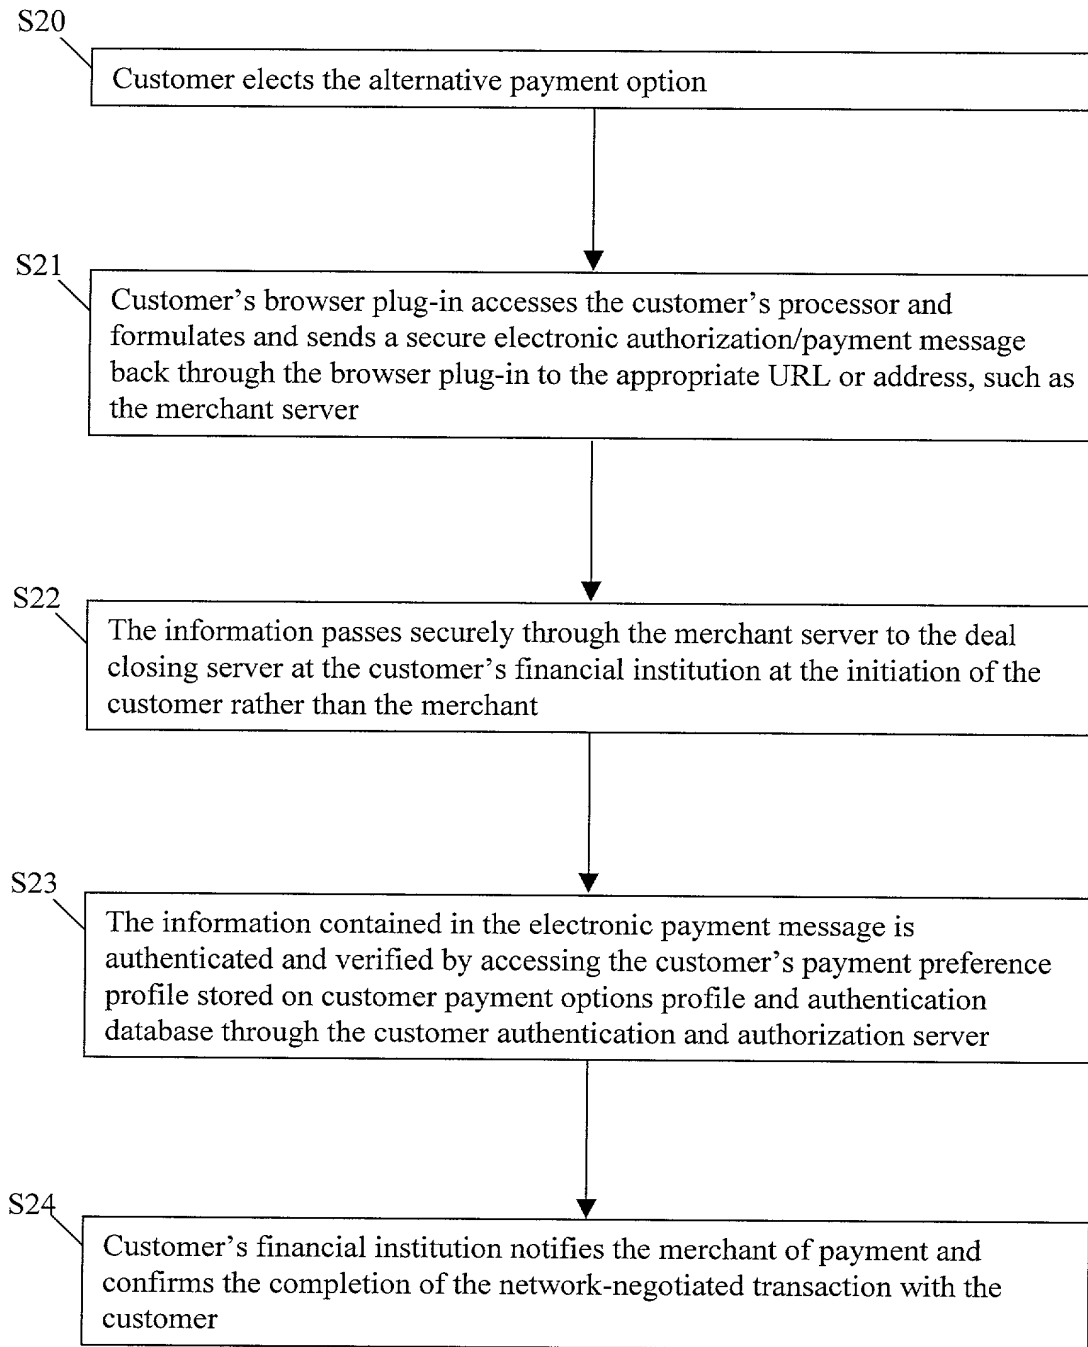 S20
Customer elects the alternative payment option
S21
Customer’s browser plug-in accesses the customer’s processor and
formulates and sends a secure electronic authorization/payment message
back through the browser plug-in to the appropriate URL or address, such as
the merchant server
S22
The information passes securely through the merchant server to the deal
closing server at the customer’s financial institution at the initiation of the
customer rather than the merchant
S23
The information contained in the electronic payment message is
authenticated and verified by accessing the customer’s payment preference
profile stored on customer payment options profile and authentication
database through the customer authentication and authorization server
S24
Customer’s financial institution notifies the merchant of payment and
confirms the completion of the network-negotiated transaction with the
customer